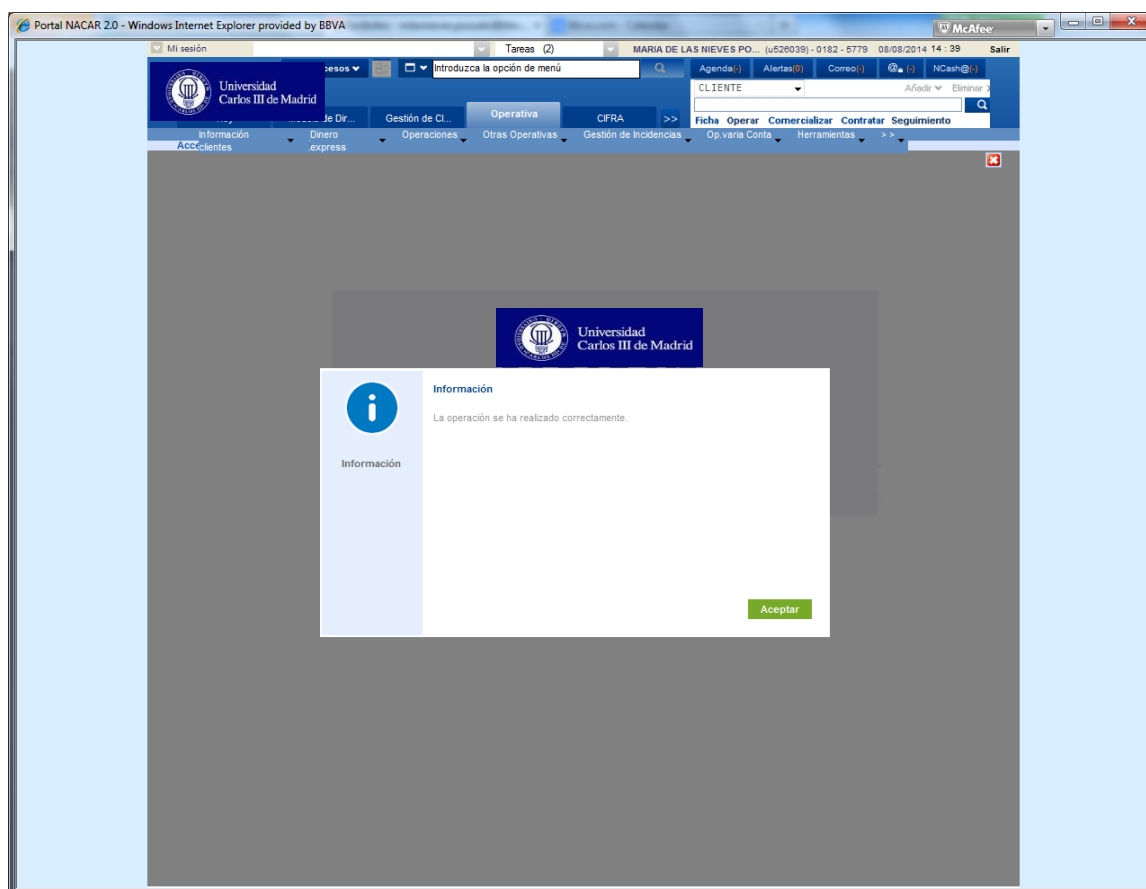 Portal NACAR 2.0 - Windows Internet Explorer provided by BBVA
McAfee
Mi sesión
Tareas (2)
MARIA DE LAS NIEVES PO... (u526039) - 0182 - 5779 08/08/2014 14 : 39 Salir
Universidad
Carlos III de Madrid
cesos
Introduzca la opción de menú
Agenda(-) Alertas(0) Correo(-) @ (-) NCash@(-)
CLIENTE
Añadir Eliminar
de Dir... Gestión de Cl... Operativa CIFRA >>
Ficha Operar Comercializar Contratar Seguimiento
Información clientes
Dinero .express
Operaciones Otras Operativas Gestión de Incidencias Op.varia Conta Herramientas >>
Universidad
Carlos III de Madrid
Información
La operación se ha realizado correctamente.
Información
Aceptar